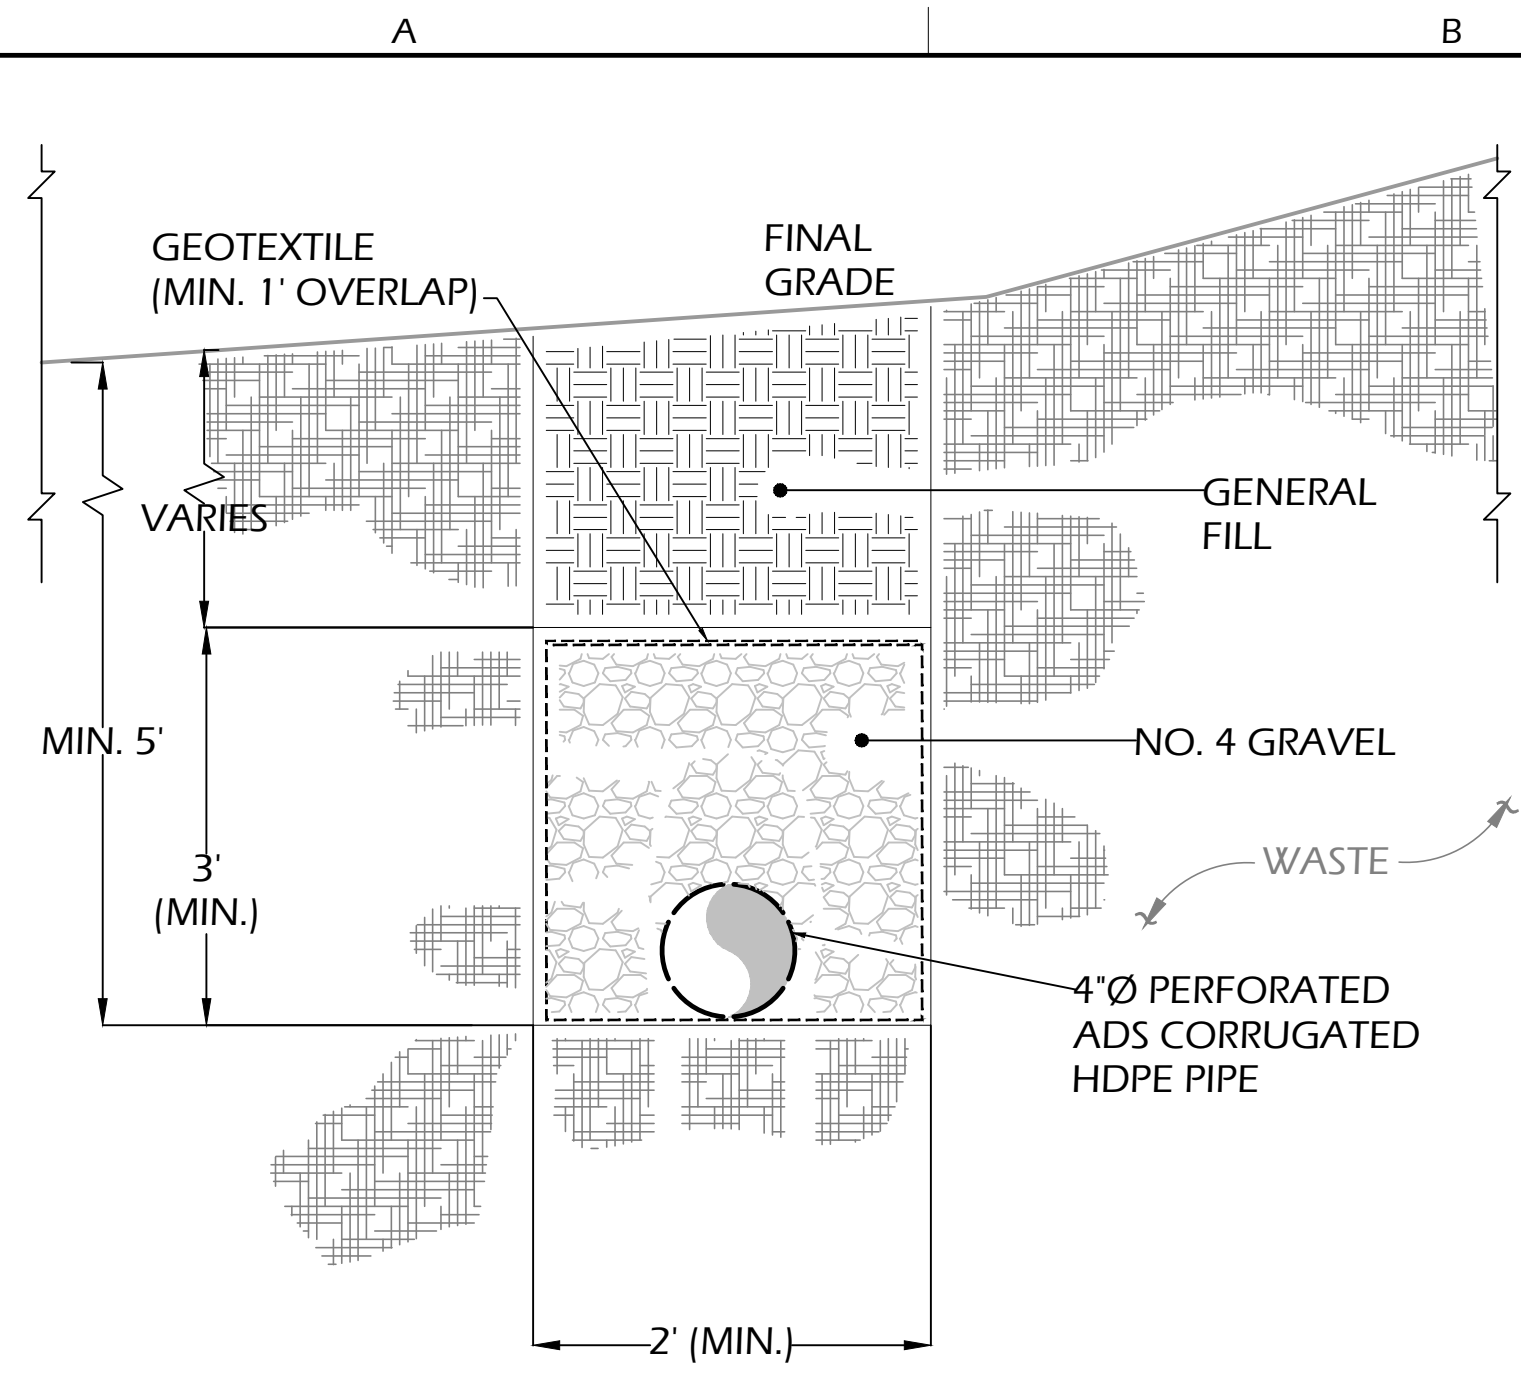 A
B
GEOTEXTILE
(MIN. 1' OVERLAP)
FINAL
GRADE
VARIES
GENERAL
FILL
MIN. 5'
NO. 4 GRAVEL
3'
(MIN.)
WASTE
4"Ø PERFORATED
ADS CORRUGATED
HDPE PIPE
2' (MIN.)